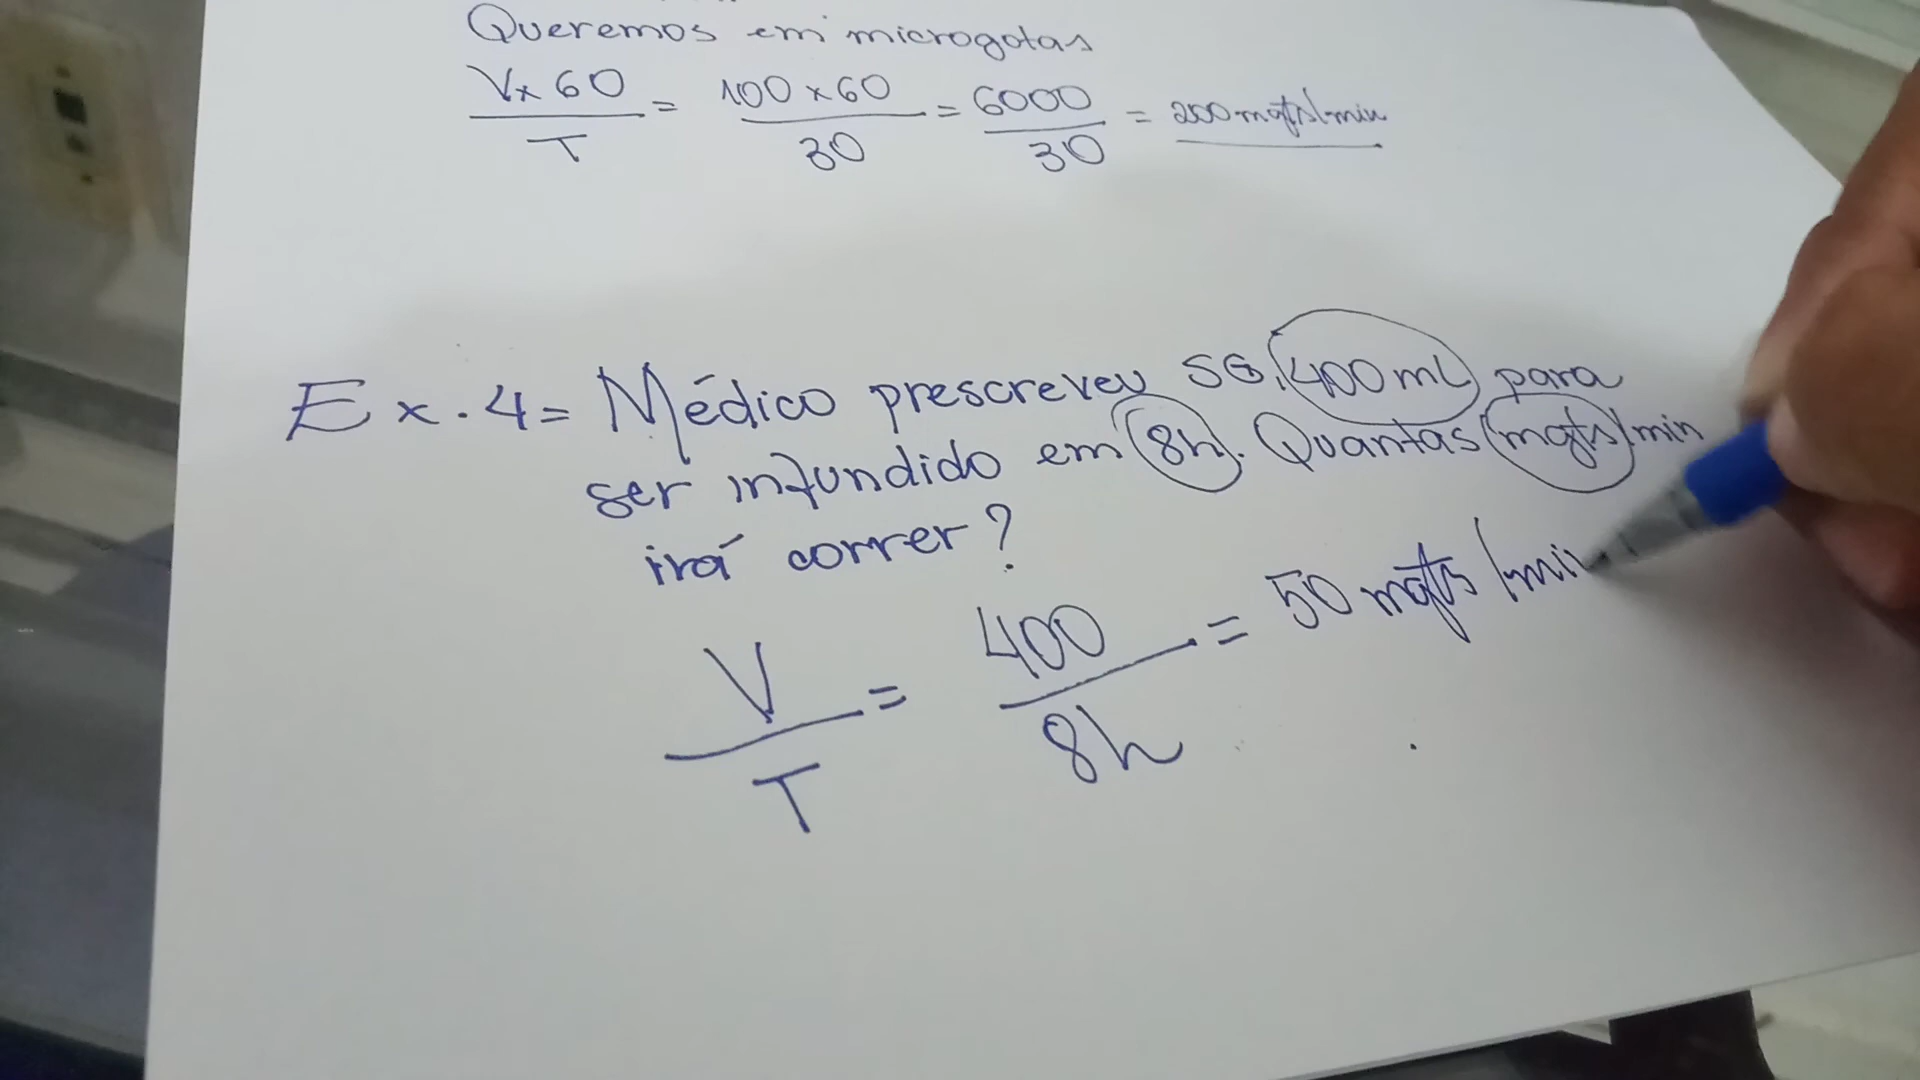 Queremos em microgotas
V x 60 / T = 100 x 60 / 30 = 6000 / 30 = 200 mgts/min
Ex. 4 = Médico prescreveu SG, 400 ml para
ser infundido em 8h. Quantas mgts/min
irá correr?
V / T = 400 / 8h = 50 mgts/min